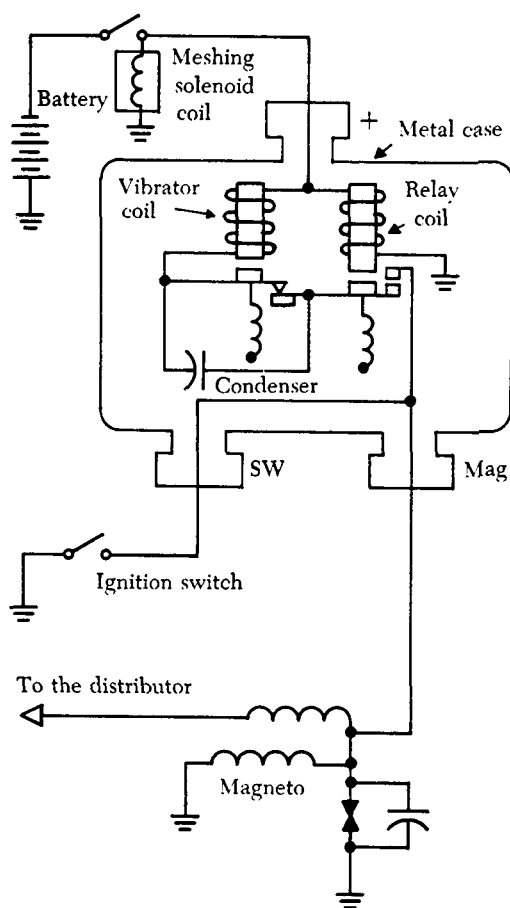 Meshing
solenoid
coil
Battery
+
Metal case
Vibrator
coil
Relay
coil
Condenser
SW
Mag
Ignition switch
To the distributor
Magneto